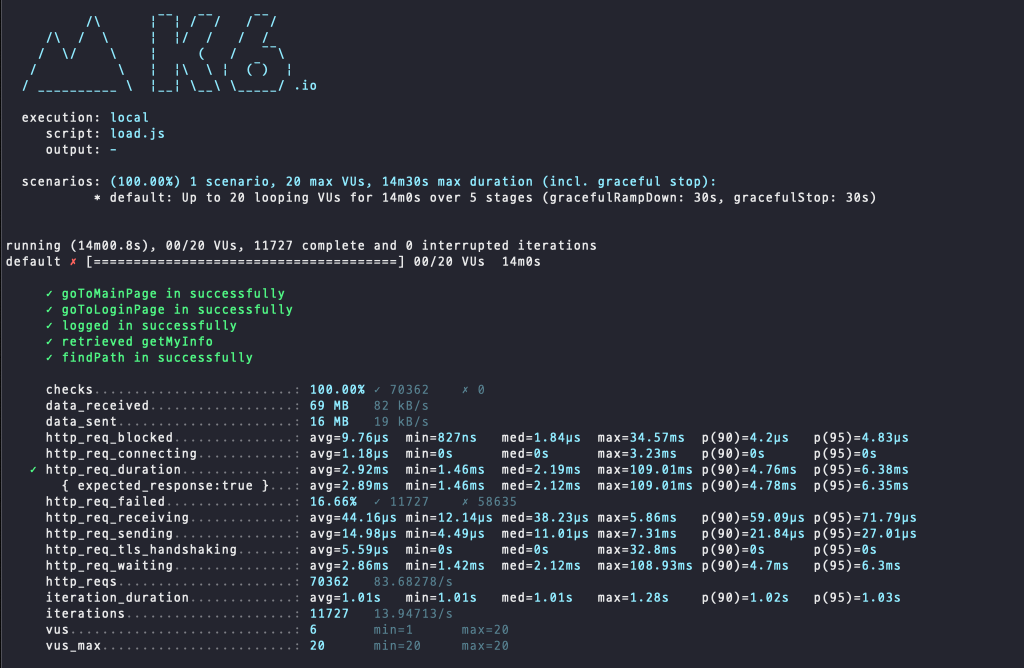 .io
execution: local
script: load.js
output: -
scenarios: (100.00%) 1 scenario, 20 max VUs, 14m30s max duration (incl. graceful stop):
* default: Up to 20 looping VUs for 14m0s over 5 stages (gracefulRampDown: 30s, gracefulStop: 30s)
running (14m00.8s), 00/20 VUs, 11727 complete and 0 interrupted iterations
default ✗ [======================================] 00/20 VUs  14m0s
✓ goToMainPage in successfully
✓ goToLoginPage in successfully
✓ logged in successfully
✓ retrieved getMyInfo
✓ findPath in successfully
checks.........................: 100.00% ✓ 70362    ✗ 0
data_received..................: 69 MB   82 kB/s
data_sent......................: 16 MB   19 kB/s
http_req_blocked...............: avg=9.76µs  min=827ns   med=1.84µs  max=34.57ms  p(90)=4.2µs   p(95)=4.83µs
http_req_connecting............: avg=1.18µs  min=0s      med=0s      max=3.23ms   p(90)=0s      p(95)=0s
✓ http_req_duration..............: avg=2.92ms  min=1.46ms  med=2.19ms  max=109.01ms p(90)=4.76ms  p(95)=6.38ms
{ expected_response:true }...: avg=2.89ms  min=1.46ms  med=2.12ms  max=109.01ms p(90)=4.78ms  p(95)=6.35ms
http_req_failed................: 16.66%  ✓ 11727    ✗ 58635
http_req_receiving.............: avg=44.16µs min=12.14µs med=38.23µs max=5.86ms   p(90)=59.09µs p(95)=71.79µs
http_req_sending...............: avg=14.98µs min=4.49µs  med=11.01µs max=7.31ms   p(90)=21.84µs p(95)=27.01µs
http_req_tls_handshaking.......: avg=5.59µs  min=0s      med=0s      max=32.8ms   p(90)=0s      p(95)=0s
http_req_waiting...............: avg=2.86ms  min=1.42ms  med=2.12ms  max=108.93ms p(90)=4.7ms   p(95)=6.3ms
http_reqs......................: 70362   83.68278/s
iteration_duration.............: avg=1.01s   min=1.01s   med=1.01s   max=1.28s    p(90)=1.02s   p(95)=1.03s
iterations.....................: 11727   13.94713/s
vus............................: 6       min=1      max=20
vus_max........................: 20      min=20     max=20